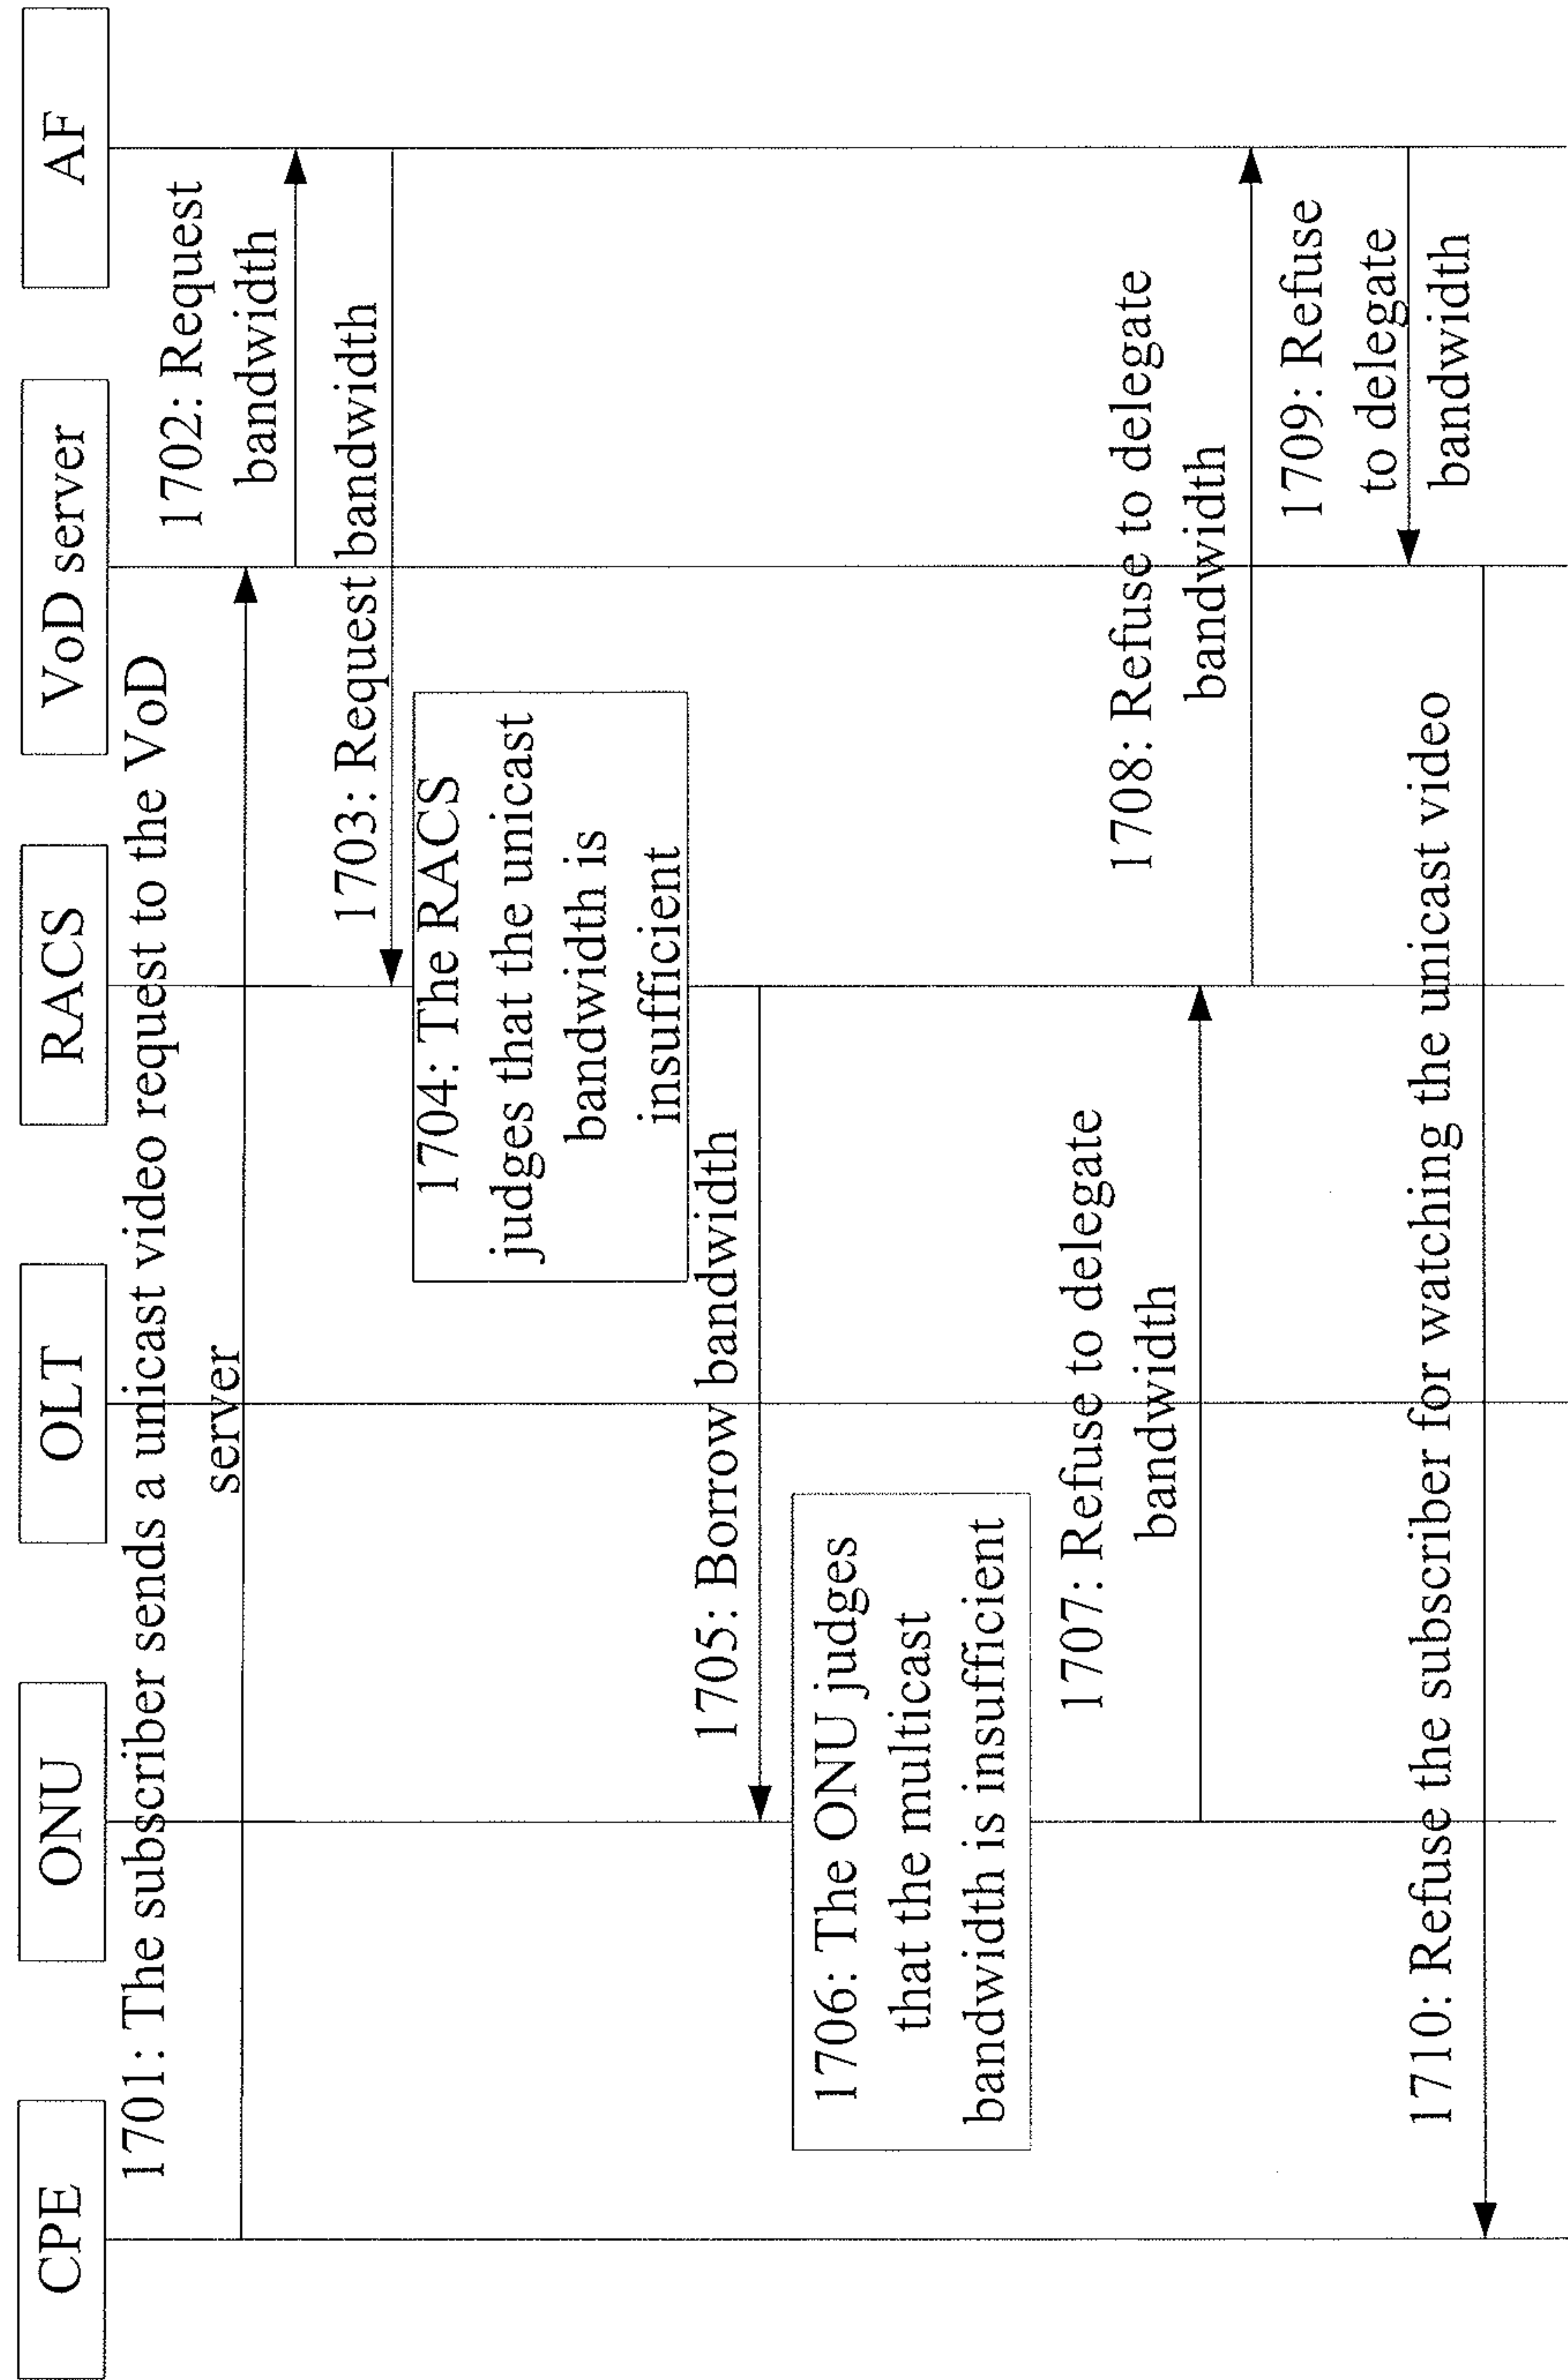 CPE
ONU
OLT
RACS
VoD server
AF
1701: The subscriber sends a unicast video request to the VoD
server
1702: Request
bandwidth
1703: Request bandwidth
1704: The RACS
judges that the unicast
bandwidth is
insufficient
1705: Borrow bandwidth
1706: The ONU judges
that the multicast
bandwidth is insufficient
1707: Refuse to delegate
bandwidth
1708: Refuse to delegate
bandwidth
1709: Refuse
to delegate
bandwidth
1710: Refuse the subscriber for watching the unicast video